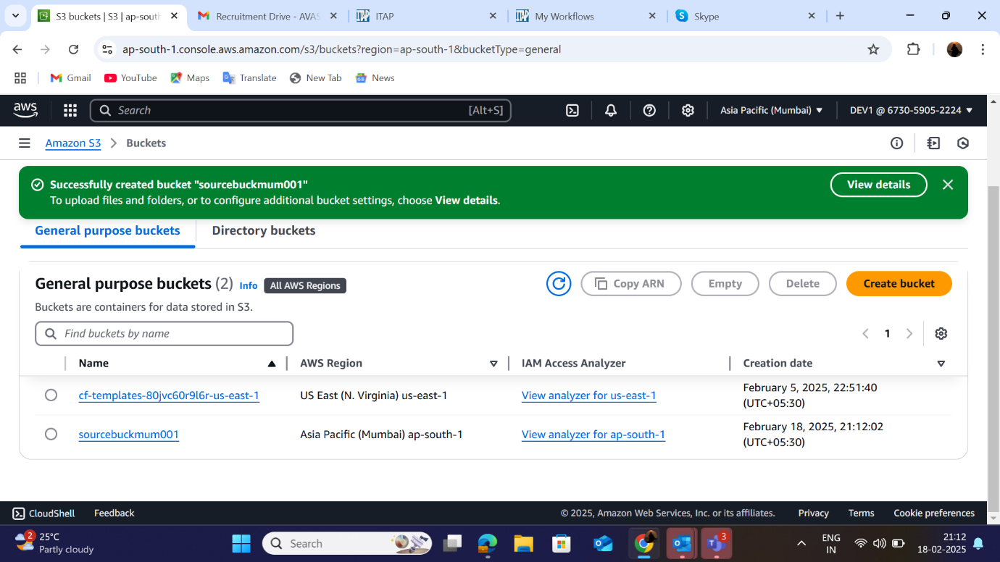 S3 buckets | S3 | ap-sout
Recruitment Drive - AVAS
ITAP
My Workflows
Skype
ap-south-1.console.aws.amazon.com/s3/buckets?region=ap-south-1&bucketType=general
Gmail
YouTube
Maps
Translate
New Tab
News
aws
Search
[Alt+S]
Asia Pacific (Mumbai)
DEV1 @ 6730-5905-2224
Amazon S3
Buckets
Successfully created bucket "sourcebuckmum001"
To upload files and folders, or to configure additional bucket settings, choose View details.
View details
General purpose buckets
Directory buckets
General purpose buckets (2) Info All AWS Regions
Copy ARN
Empty
Delete
Create bucket
Buckets are containers for data stored in S3.
Find buckets by name
1
Name
AWS Region
IAM Access Analyzer
Creation date
cf-templates-80jvc60r9l6r-us-east-1
US East (N. Virginia) us-east-1
View analyzer for us-east-1
February 5, 2025, 22:51:40
(UTC+05:30)
sourcebuckmum001
Asia Pacific (Mumbai) ap-south-1
View analyzer for ap-south-1
February 18, 2025, 21:12:02
(UTC+05:30)
CloudShell
Feedback
© 2025, Amazon Web Services, Inc. or its affiliates.
Privacy
Terms
Cookie preferences
2
25°C
Partly cloudy
Search
3
ENG
IN
21:12
18-02-2025